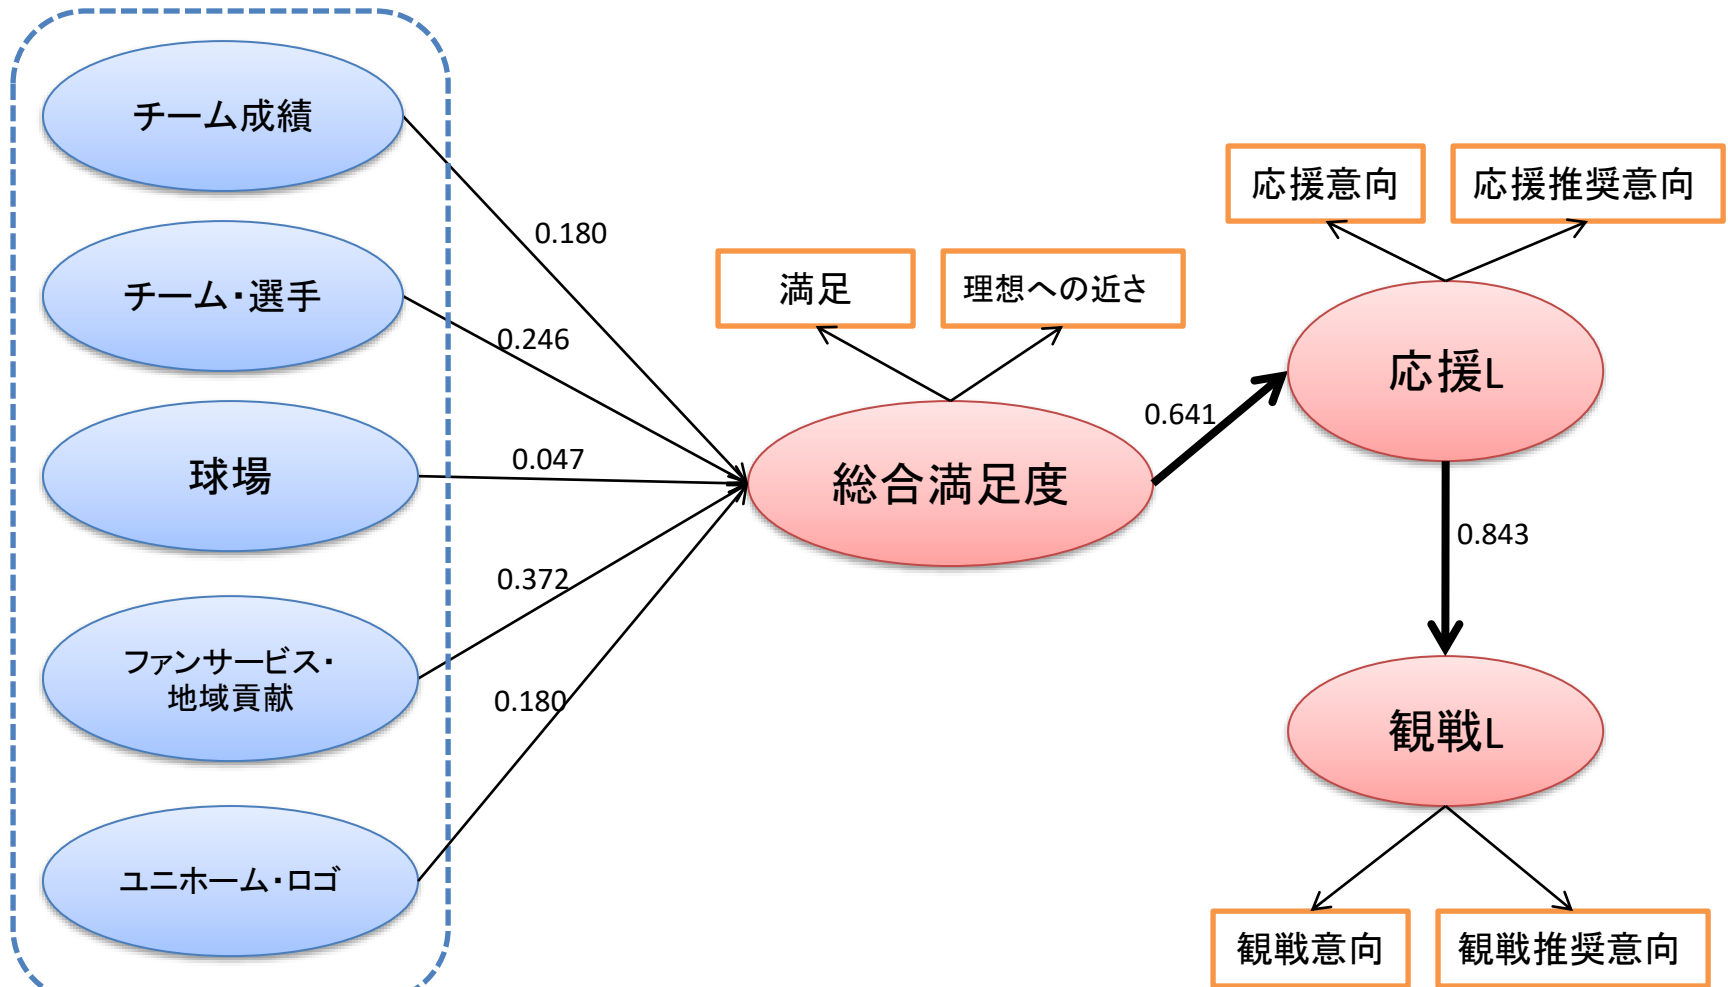 チーム成績
チーム・選手
球場
ファンサービス・
地域貢献
ユニホーム・ロゴ
0.180
0.246
0.047
0.372
0.180
満足
理想への近さ
総合満足度
0.641
応援意向
応援推奨意向
応援L
0.843
観戦L
観戦意向
観戦推奨意向